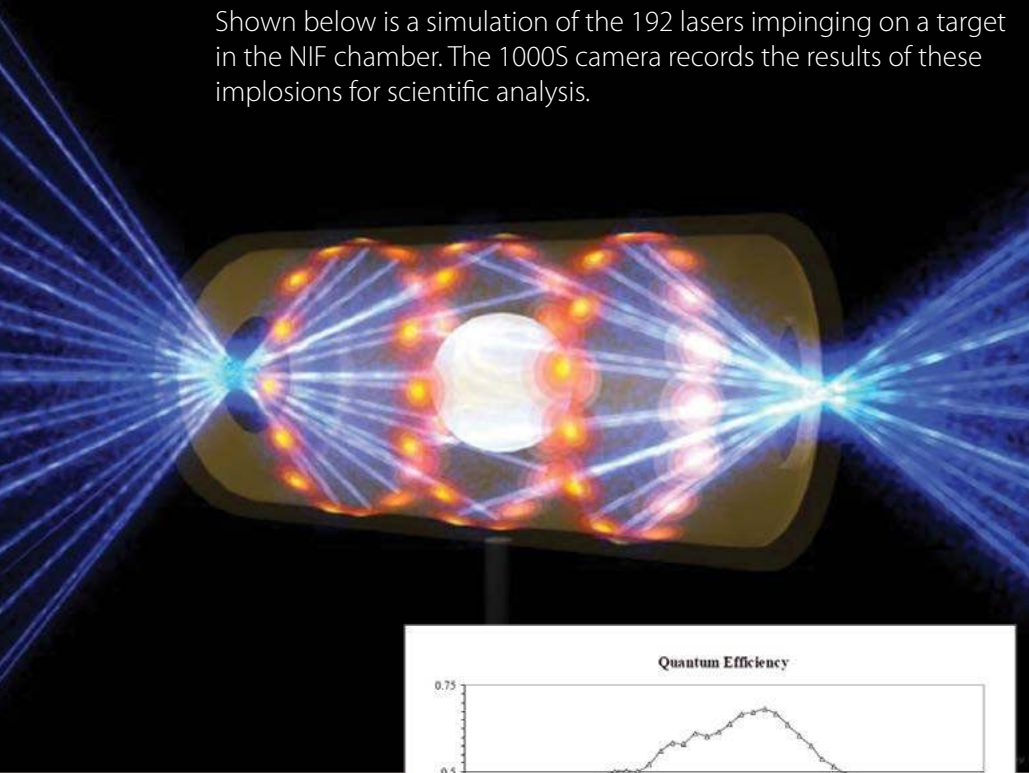 Shown below is a simulation of the 192 lasers impinging on a target
in the NIF chamber. The 1000S camera records the results of these
implosions for scientific analysis.
Quantum Efficiency
0.75
0.5